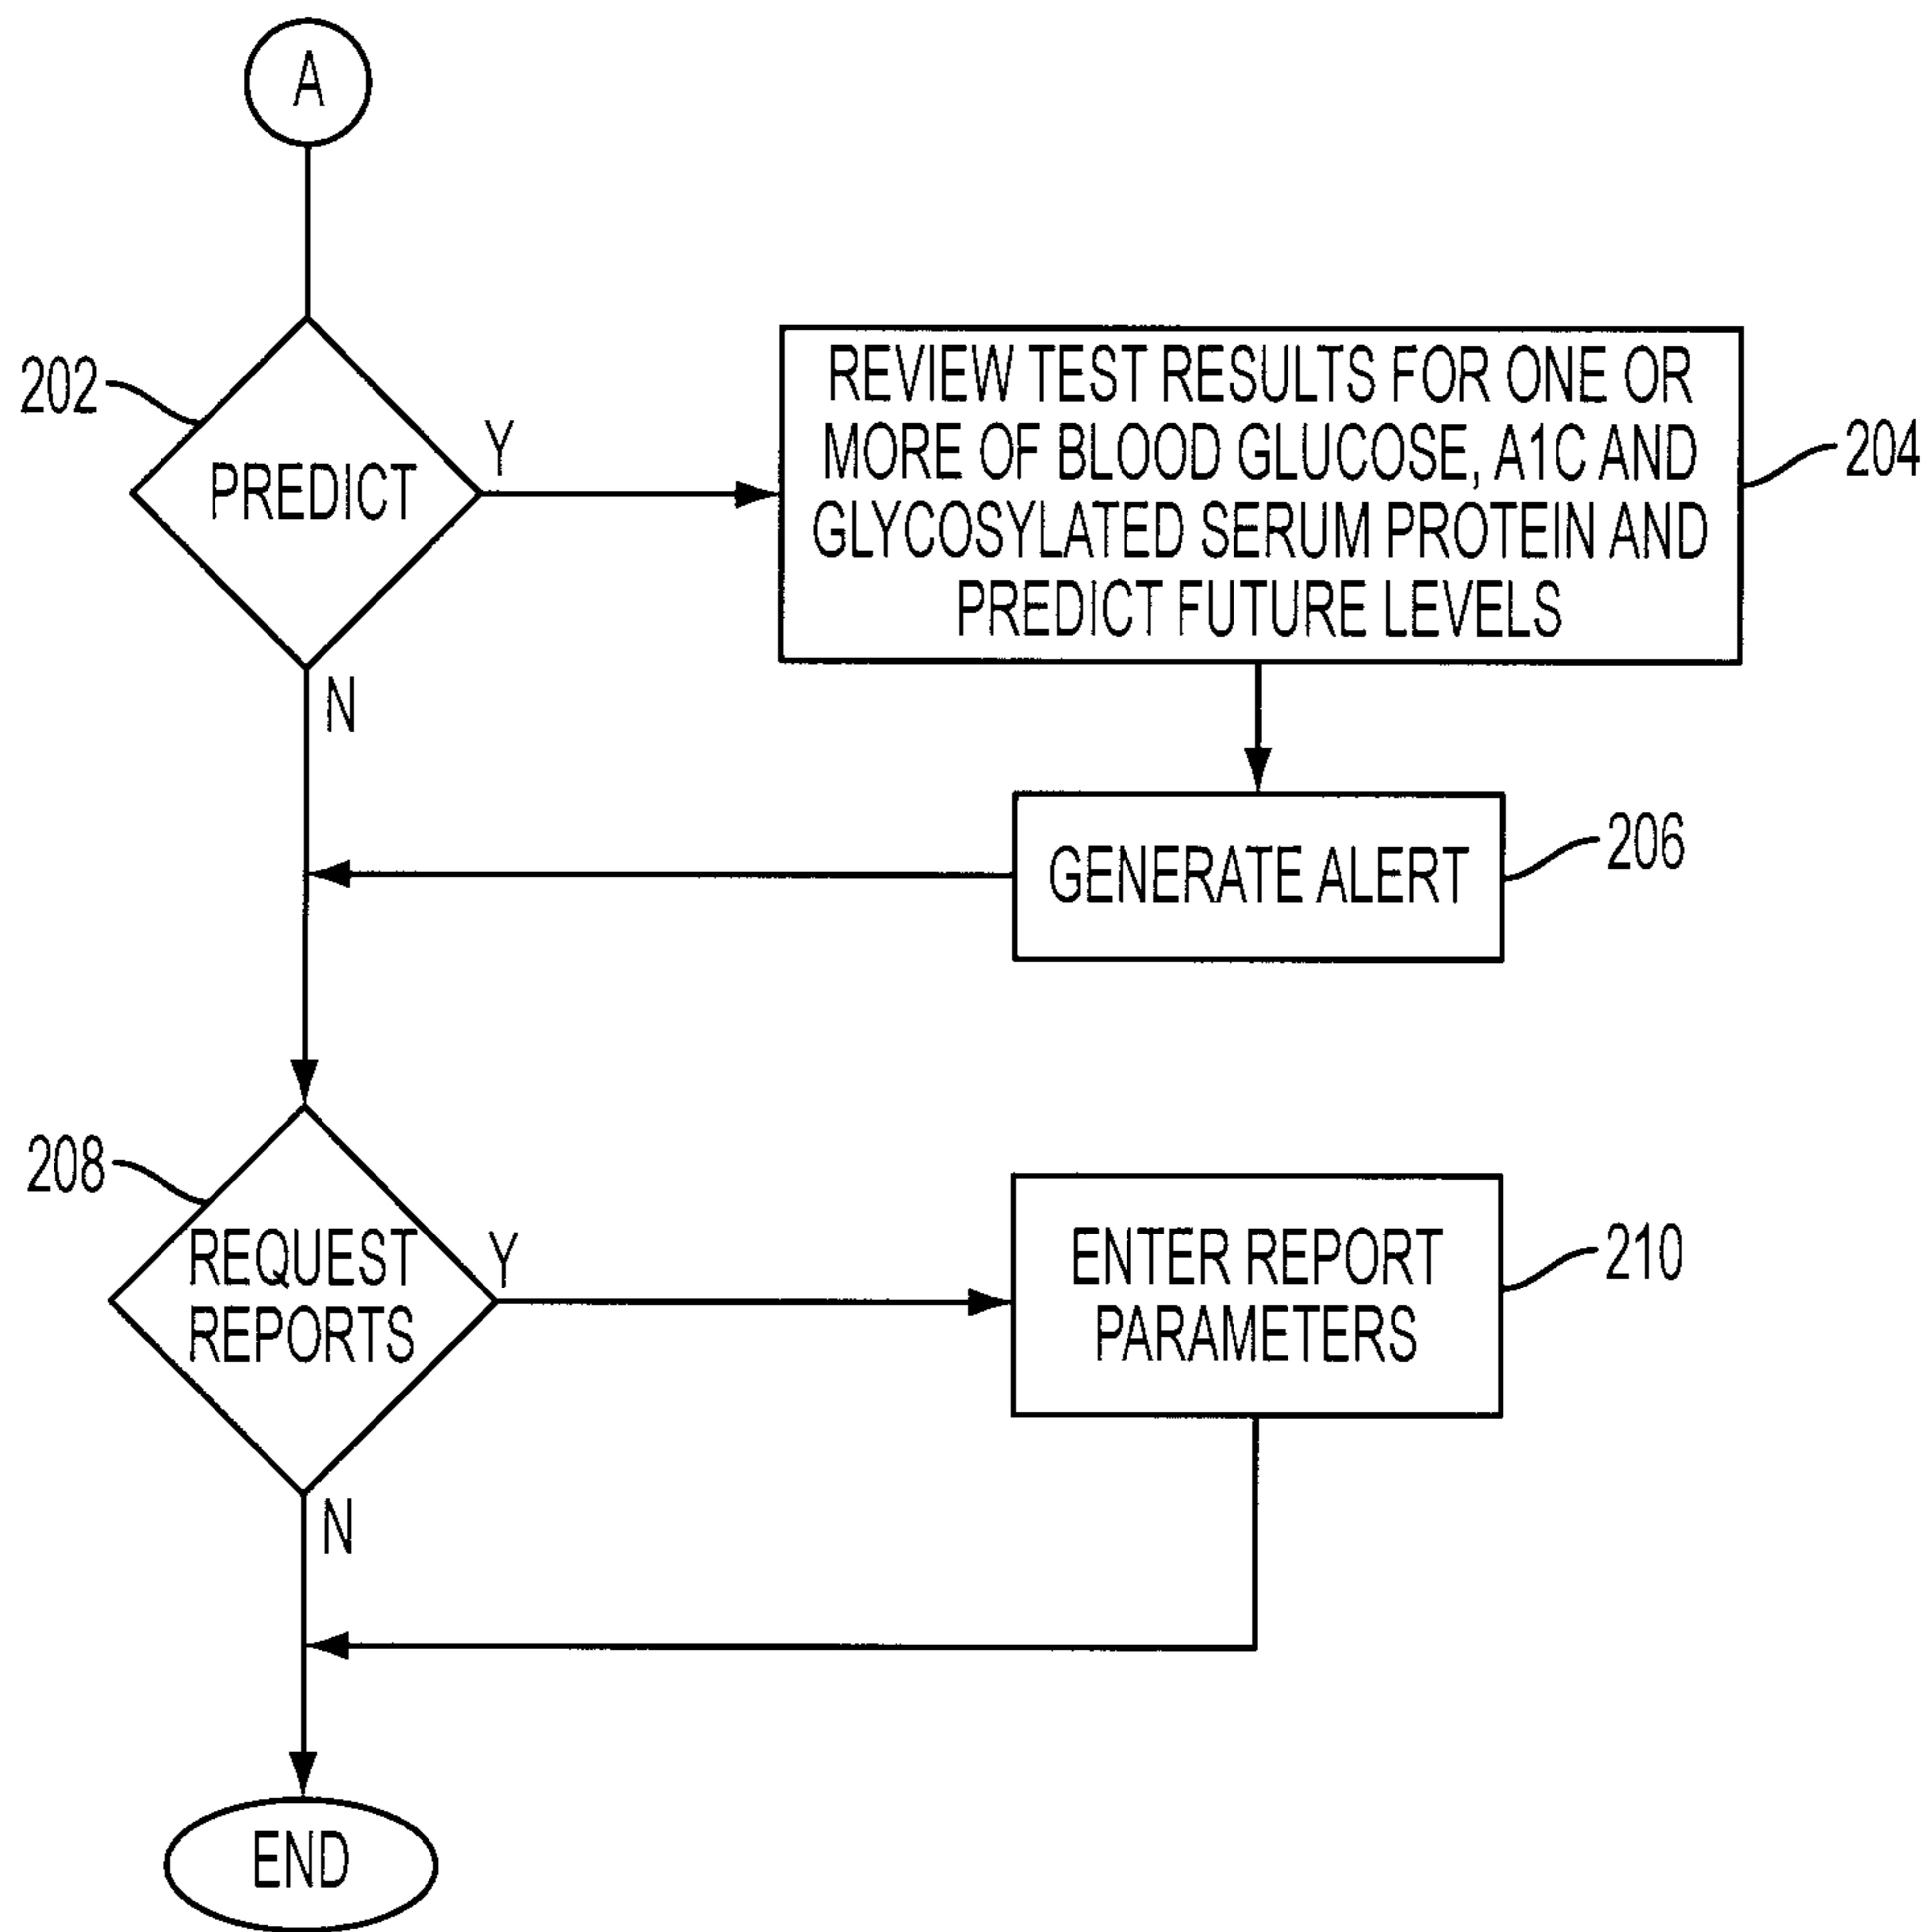 A
202
PREDICT
Y
N
REVIEW TEST RESULTS FOR ONE OR
MORE OF BLOOD GLUCOSE, A1C AND
GLYCOSYLATED SERUM PROTEIN AND
PREDICT FUTURE LEVELS
204
GENERATE ALERT
206
208
REQUEST
REPORTS
Y
N
ENTER REPORT
PARAMETERS
210
END